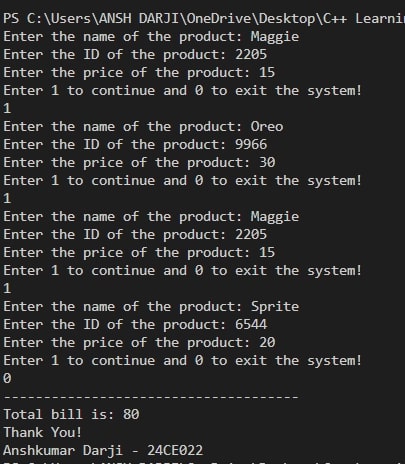 PS C:\Users\ANSH DARJI\OneDrive\Desktop\C++ Learnin
Enter the name of the product: Maggie
Enter the ID of the product: 2205
Enter the price of the product: 15
Enter 1 to continue and 0 to exit the system!
1
Enter the name of the product: Oreo
Enter the ID of the product: 9966
Enter the price of the product: 30
Enter 1 to continue and 0 to exit the system!
1
Enter the name of the product: Maggie
Enter the ID of the product: 2205
Enter the price of the product: 15
Enter 1 to continue and 0 to exit the system!
1
Enter the name of the product: Sprite
Enter the ID of the product: 6544
Enter the price of the product: 20
Enter 1 to continue and 0 to exit the system!
0
-------------------------------------
Total bill is: 80
Thank You!
Anshkumar Darji - 24CE022